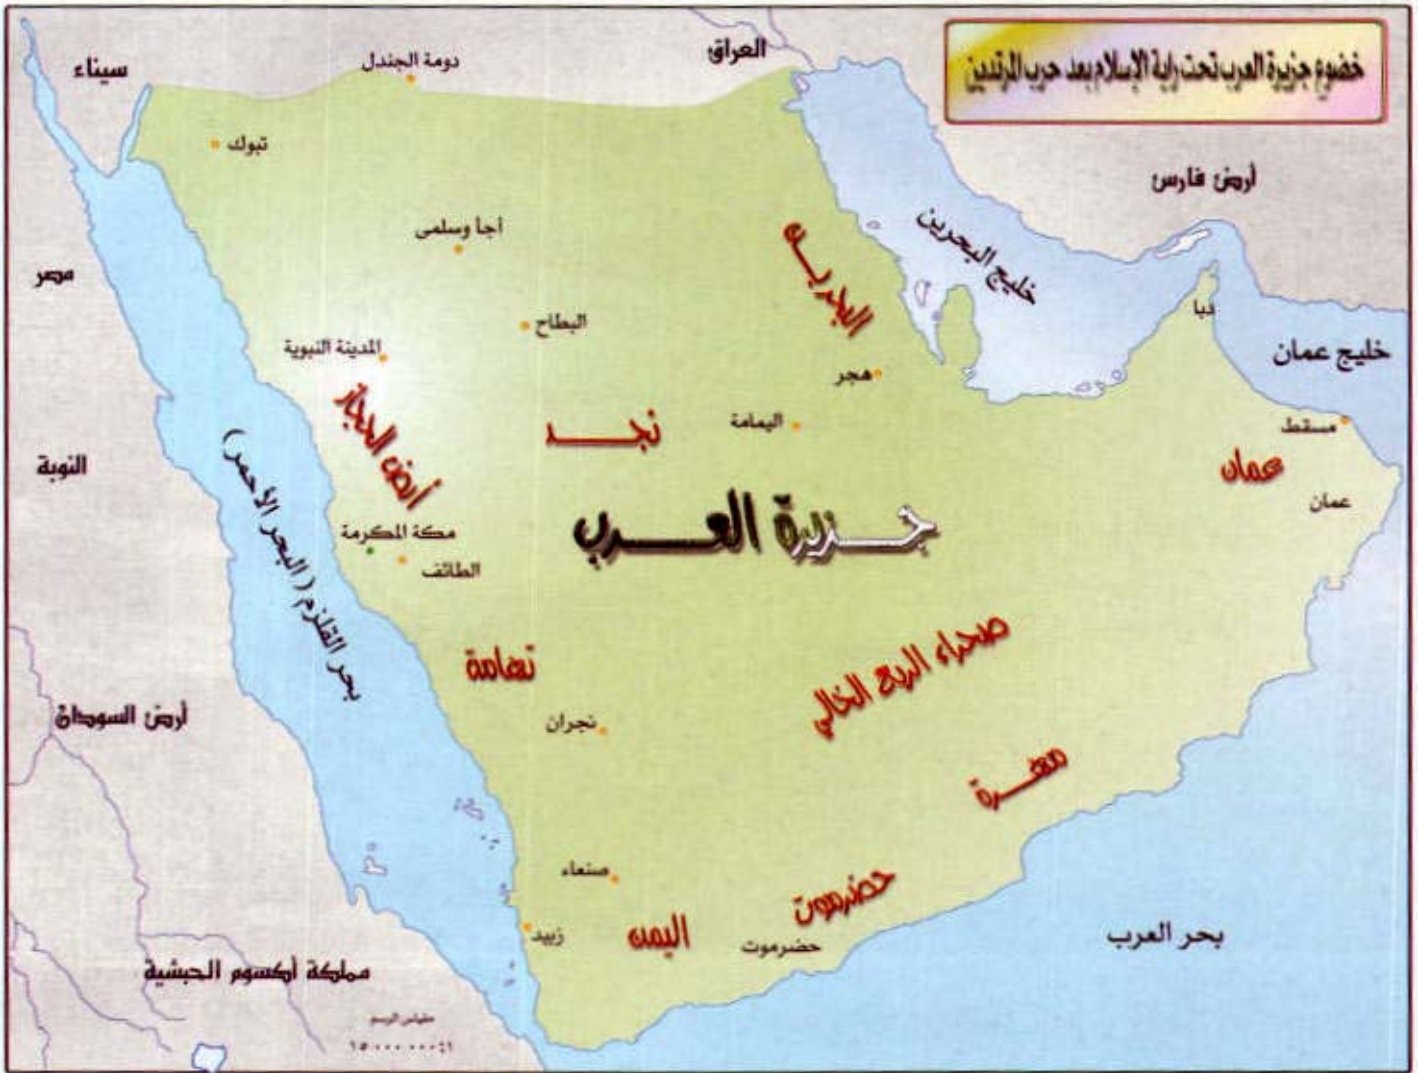 خضوع جزيرة العرب تحت راية الإسلام بعد حرب المرتدين
العراق
دومة الجندل
سيناء
تبوك
أرض فارس
أجأ وسلمى
خليج البحرين
البحرين
مصر
دبا
البطاح
المدينة النبوية
خليج عمان
هجر
أرض الحجاز
نجد
اليمامة
مسقط
عمان
النوبة
عمان
بحر القلزم (البحر الأحمر)
جزيرة العرب
مكة المكرمة
الطائف
صحراء الربع الخالي
تهامة
أرض السودان
نجران
مهرة
صنعاء
حضرموت
زبيد
اليمن
حضرموت
بحر العرب
مملكة أكسوم الحبشية
مقياس الرسم
١:١٥٠٠٠٠٠٠